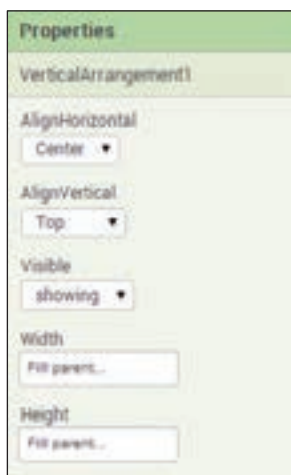 Properties
VerticalArrangement1
AlignHorizontal
Center
AlignVertical
Top
Visible
showing
Width
Fill parent...
Height
Fill parent...